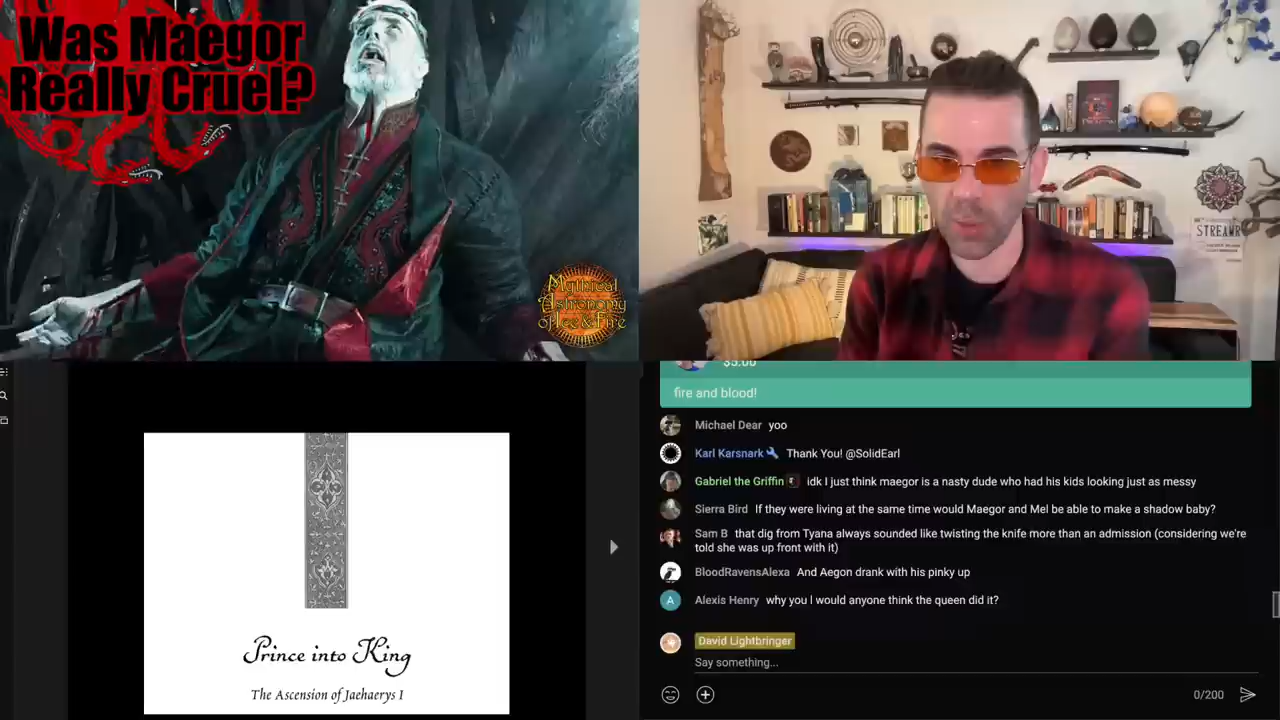 Was Maegor
Really Cruel?
Mythical
Astronomy
of Ice & Fire
STREAMR
$5.00
fire and blood!
Michael Dear yoo
Karl Karsnark Thank You! @SolidEarl
Gabriel the Griffin idk I just think maegor is a nasty dude who had his kids looking just as messy
Sierra Bird If they were living at the same time would Maegor and Mel be able to make a shadow baby?
Sam B that dig from Tyana always sounded like twisting the knife more than an admission (considering we're
told she was up front with it)
BloodRavensAlexa And Aegon drank with his pinky up
A Alexis Henry why you I would anyone think the queen did it?
David Lightbringer
Say something...
0/200
Prince into King
The Ascension of Jaehaerys I